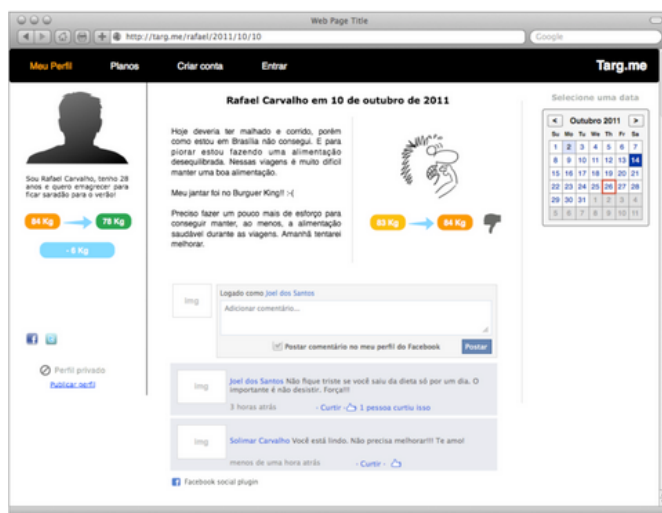 Web Page Title
http://targ.me/rafael/2011/10/10
Google
Meu Perfil Planos Criar conta Entrar Targ.me
Sou Rafael Carvalho, tenho 28
anos e quero emagrecer para
ficar saradão para o verão!
84 Kg 78 Kg
- 6 Kg
Perfil privado
Publicar perfil
Rafael Carvalho em 10 de outubro de 2011
Hoje deveria ter malhado e corrido, porém
como estou em Brasília não consegui. E para
piorar estou fazendo uma alimentação
desequilibrada. Nessas viagens é muito difícil
manter uma boa alimentação.
Meu jantar foi no Burguer King!! :-(
Preciso fazer um pouco mais de esforço para
conseguir manter, ao menos, a alimentação
saudável durante as viagens. Amanhã tentarei
melhorar.
83 Kg 84 Kg
img
Logado como Joel dos Santos
Adicionar comentário...
Postar comentário no meu perfil do Facebook Postar
img
Joel dos Santos Não fique triste se você saiu da dieta só por um dia. O
importante é não desistir. Força!!!
3 horas atrás - Curtir - 1 pessoa curtiu isso
img
Solimar Carvalho Você está lindo. Não precisa melhorar!!! Te amo!
menos de uma hora atrás - Curtir -
Facebook social plugin
Selecione uma data
< Outubro 2011 >
Su Mo Tu We Th Fr Sa
1 2 3 4 5 6 7
8 9 10 11 12 13 14
15 16 17 18 19 20 21
22 23 24 25 26 27 28
29 30 31 1 2 3 4
5 6 7 8 9 10 11